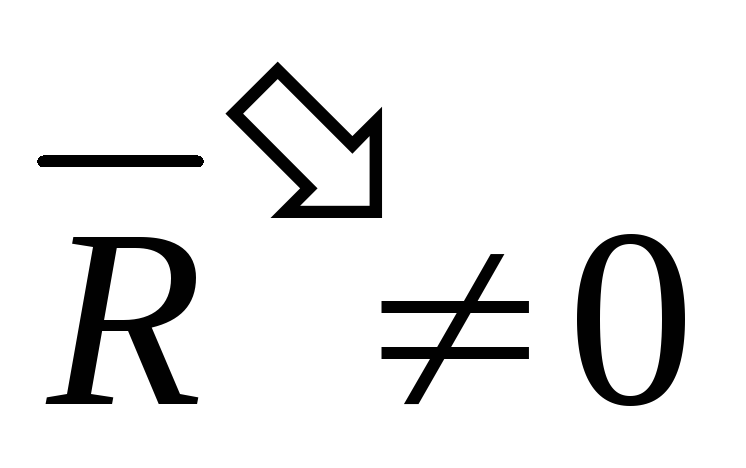 R̅ ⬂ ≠ 0